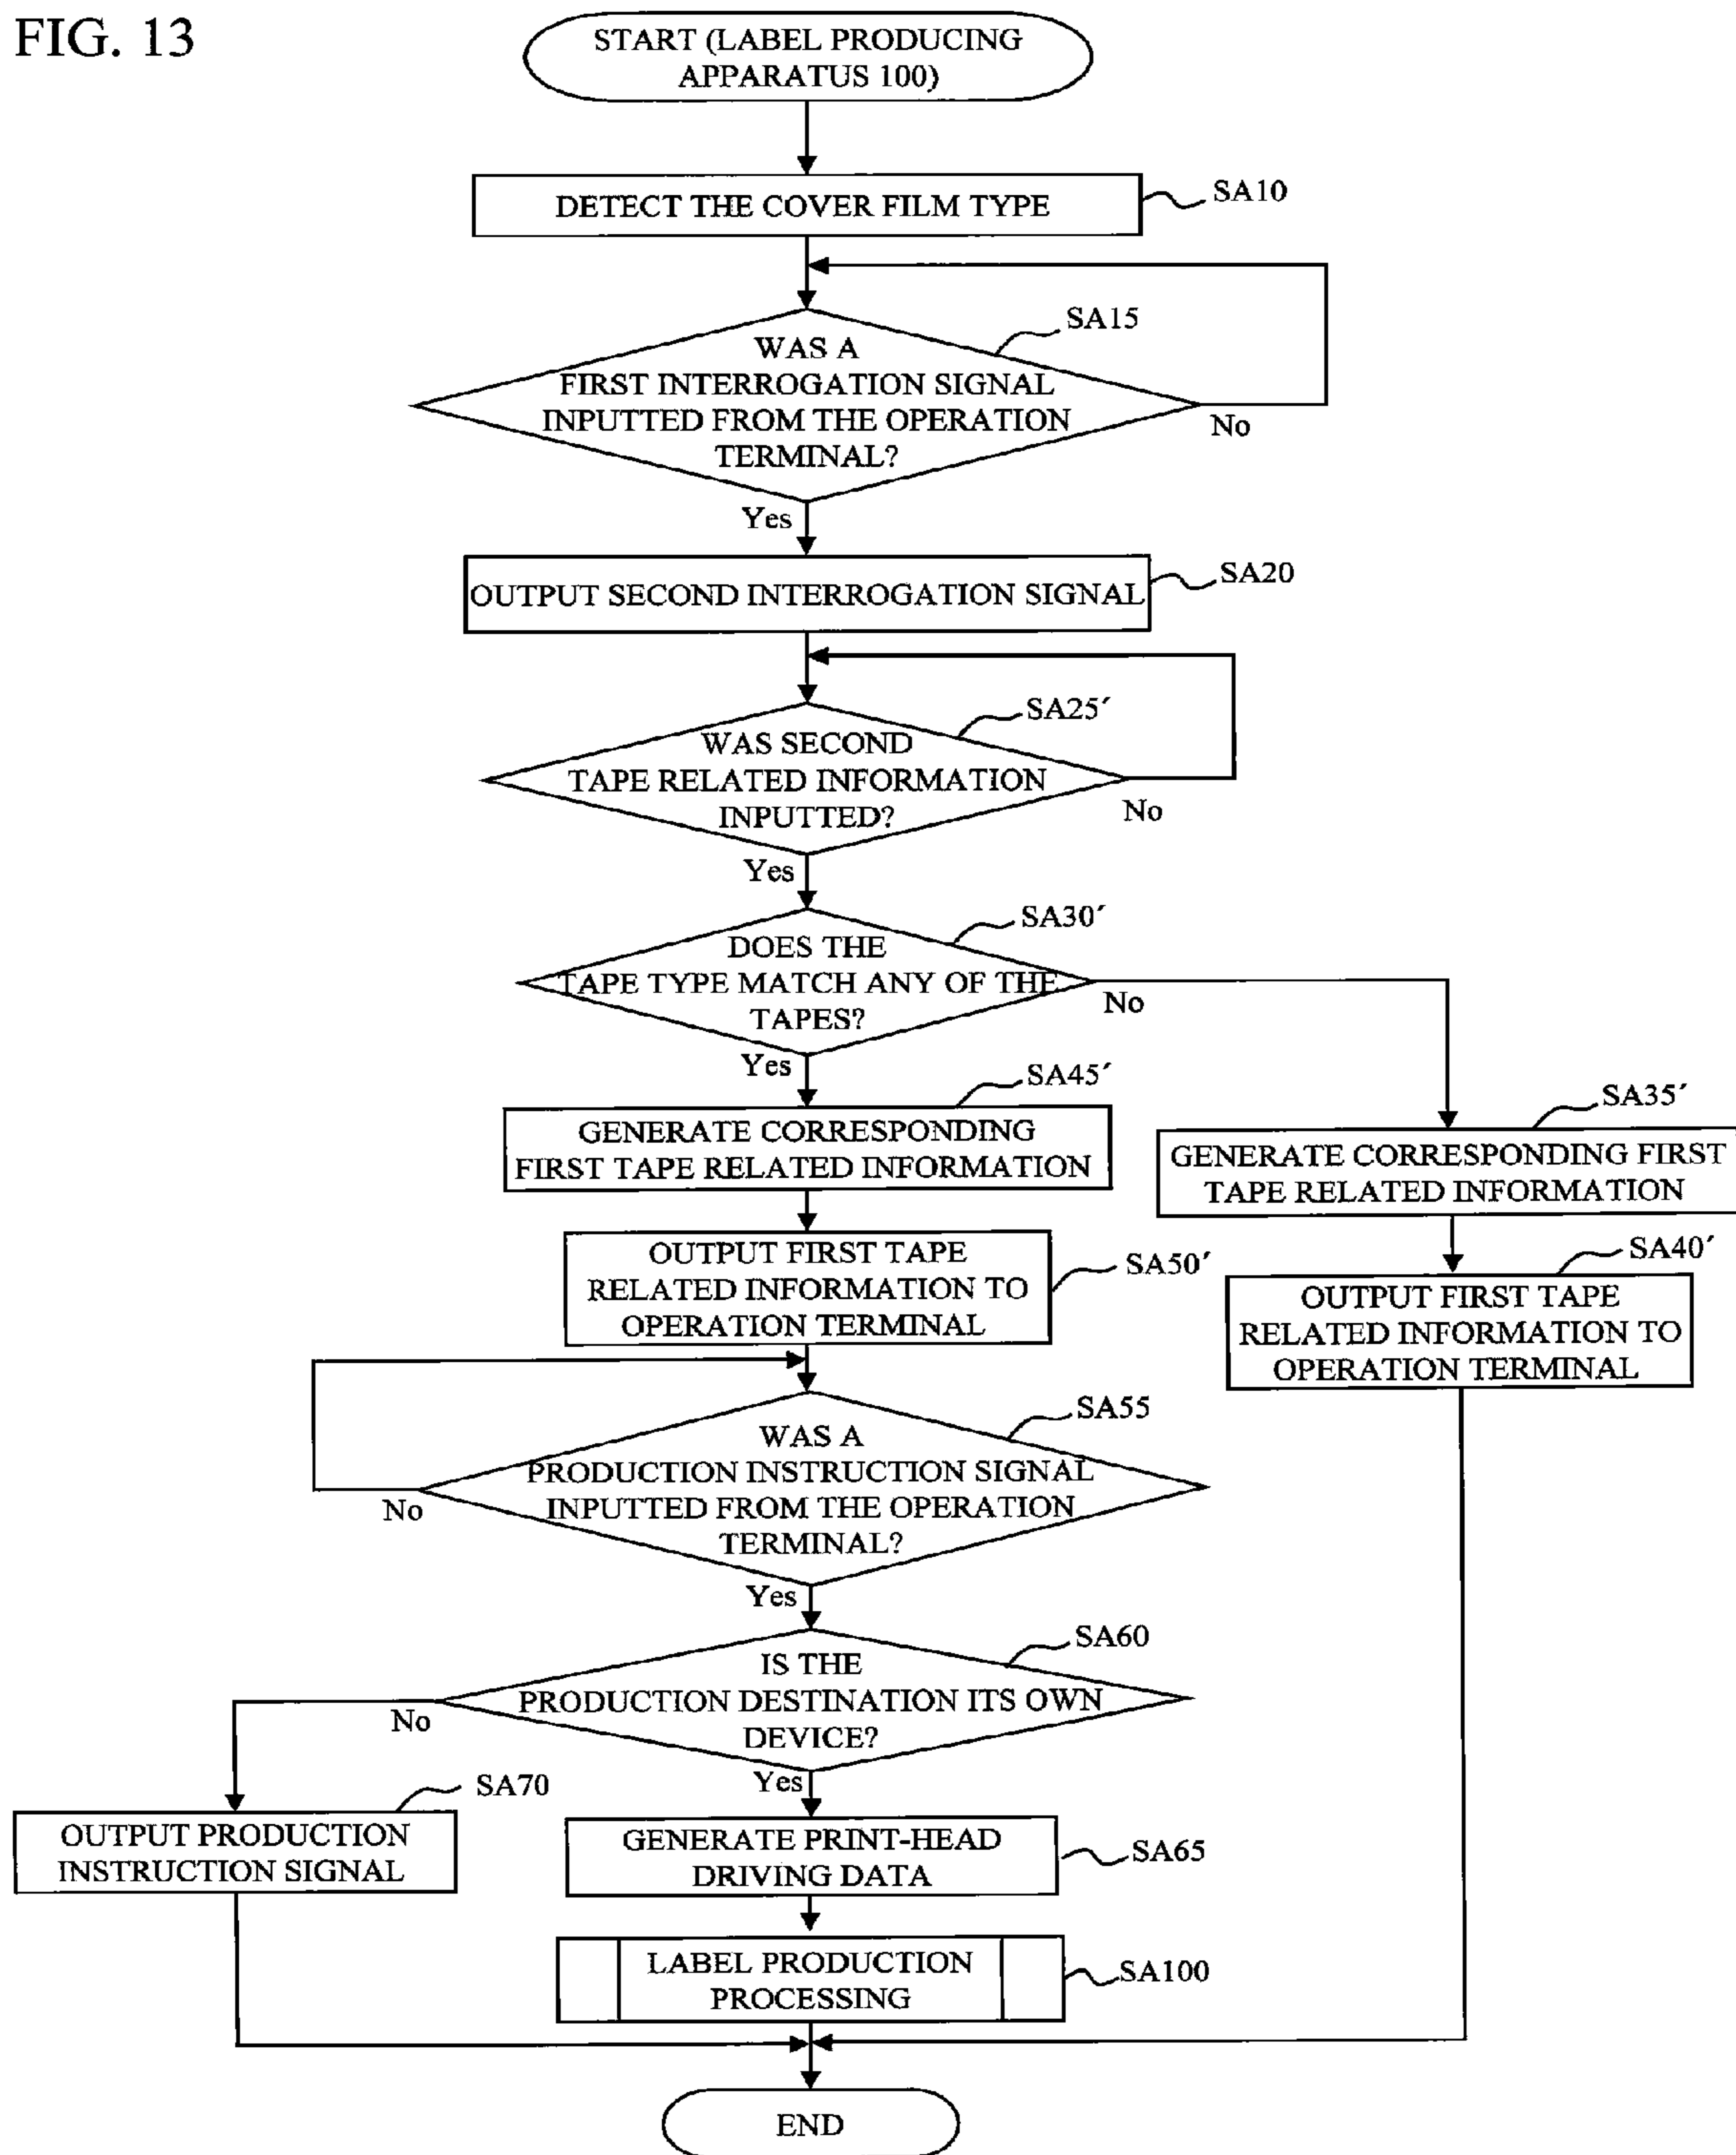 FIG. 13
START (LABEL PRODUCING
APPARATUS 100)
DETECT THE COVER FILM TYPE
SA10
SA15
WAS A
FIRST INTERROGATION SIGNAL
INPUTTED FROM THE OPERATION
TERMINAL?
No
Yes
OUTPUT SECOND INTERROGATION SIGNAL
SA20
SA25´
WAS SECOND
TAPE RELATED INFORMATION
INPUTTED?
No
Yes
SA30´
DOES THE
TAPE TYPE MATCH ANY OF THE
TAPES?
No
Yes
SA45´
GENERATE CORRESPONDING
FIRST TAPE RELATED INFORMATION
SA35´
GENERATE CORRESPONDING FIRST
TAPE RELATED INFORMATION
OUTPUT FIRST TAPE
RELATED INFORMATION TO
OPERATION TERMINAL
SA50´
SA40´
OUTPUT FIRST TAPE
RELATED INFORMATION TO
OPERATION TERMINAL
SA55
WAS A
PRODUCTION INSTRUCTION SIGNAL
INPUTTED FROM THE OPERATION
TERMINAL?
No
Yes
SA60
IS THE
PRODUCTION DESTINATION ITS OWN
DEVICE?
No
Yes
SA70
OUTPUT PRODUCTION
INSTRUCTION SIGNAL
GENERATE PRINT-HEAD
DRIVING DATA
SA65
LABEL PRODUCTION
PROCESSING
SA100
END